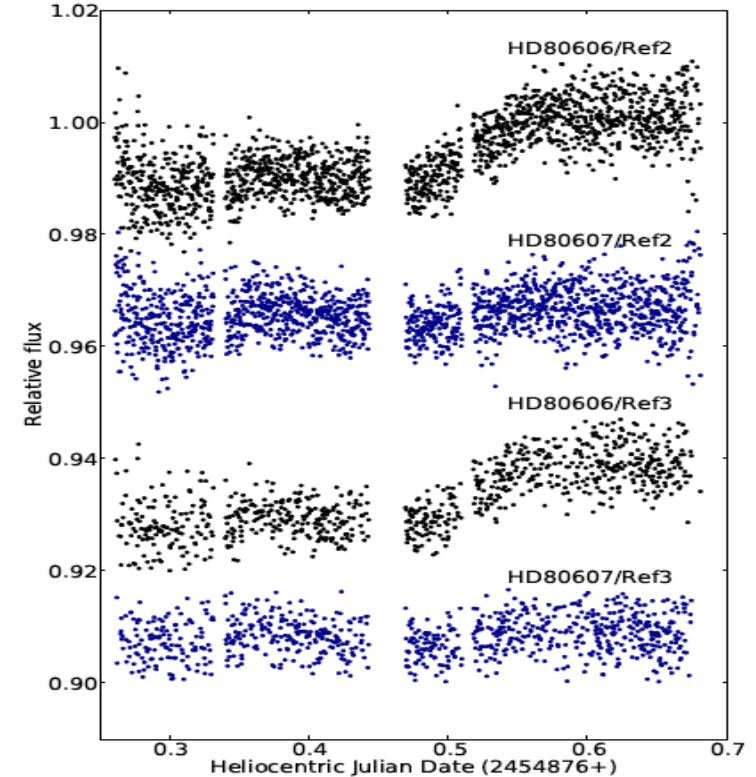 1.02
HD80606/Ref2
1.00
0.98
HD80607/Ref2
0.96
Relative flux
HD80606/Ref3
0.94
0.92
HD80607/Ref3
0.90
0.3 0.4 0.5 0.6 0.7
Heliocentric Julian Date (2454876+)